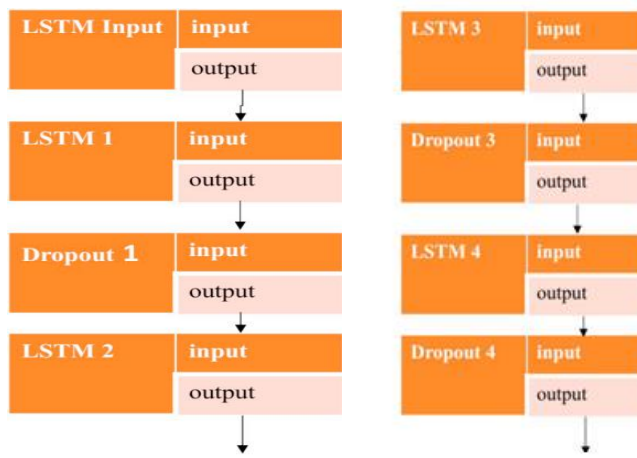 LSTM Input input
output
LSTM 1 input
output
Dropout 1 input
output
LSTM 2 input
output
LSTM 3 input
output
Dropout 3 input
output
LSTM 4 input
output
Dropout 4 input
output